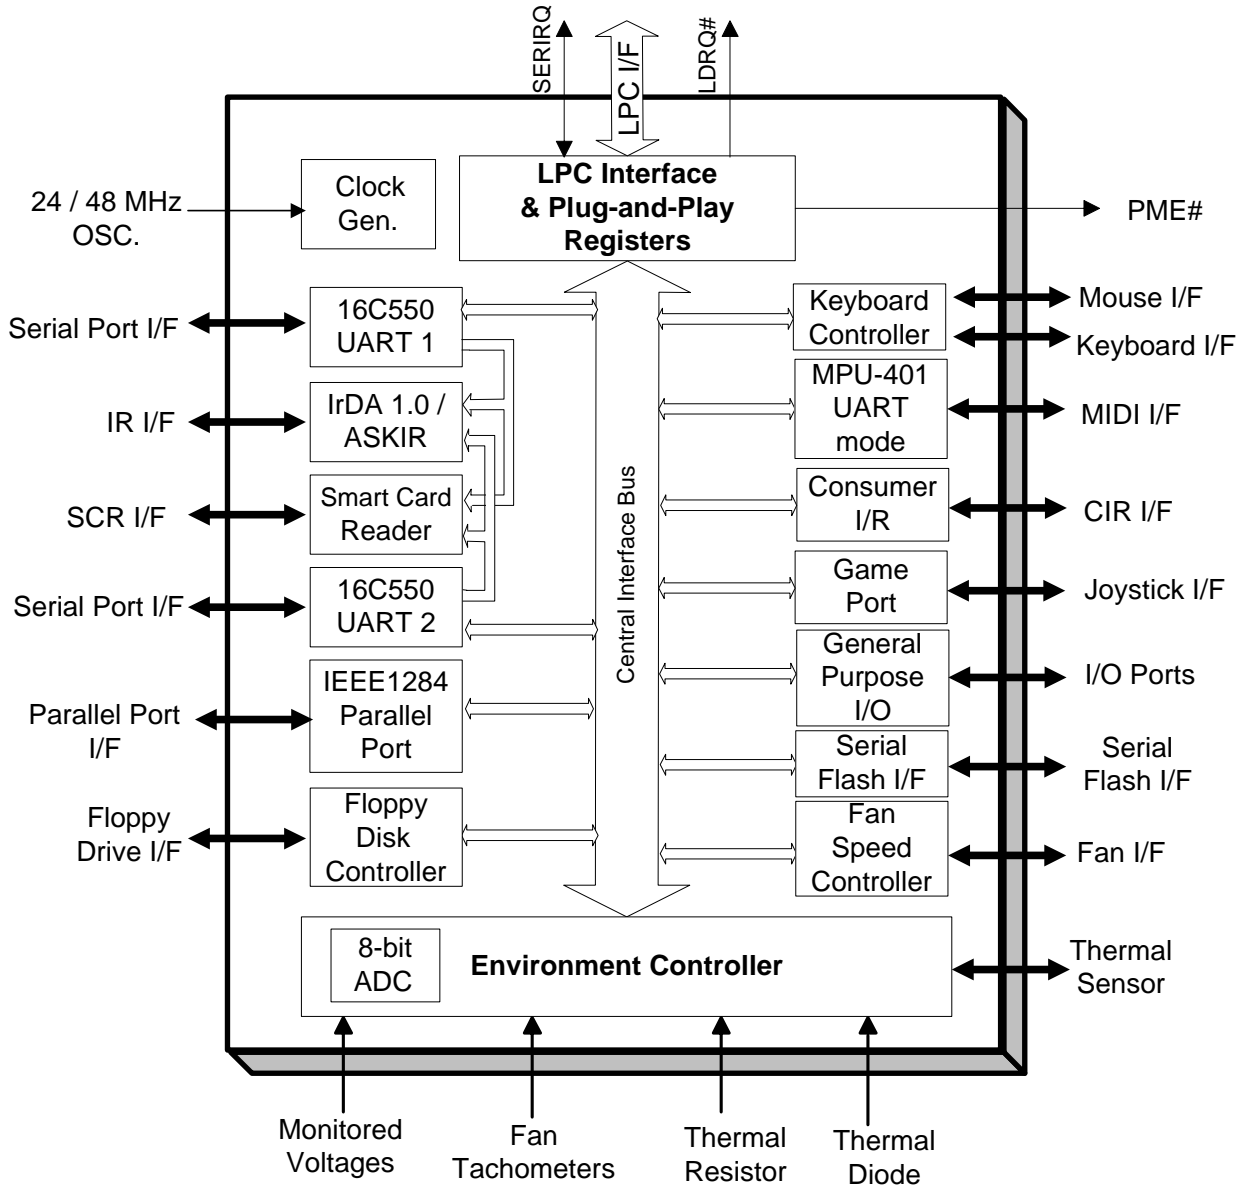 SERIRQ
LPC I/F
LDRQ#
LPC Interface
& Plug-and-Play
Registers
Clock
Gen.
24 / 48 MHz
OSC.
PME#
Serial Port I/F
16C550
UART 1
IR I/F
IrDA 1.0 /
ASKIR
SCR I/F
Smart Card
Reader
Serial Port I/F
16C550
UART 2
Parallel Port
I/F
IEEE1284
Parallel
Port
Floppy
Drive I/F
Floppy
Disk
Controller
Central Interface Bus
Keyboard
Controller
Mouse I/F
Keyboard I/F
MPU-401
UART
mode
MIDI I/F
Consumer
I/R
CIR I/F
Game
Port
Joystick I/F
General
Purpose
I/O
I/O Ports
Serial
Flash I/F
Serial
Flash I/F
Fan
Speed
Controller
Fan I/F
8-bit
ADC
Environment Controller
Thermal
Sensor
Monitored
Voltages
Fan
Tachometers
Thermal
Resistor
Thermal
Diode